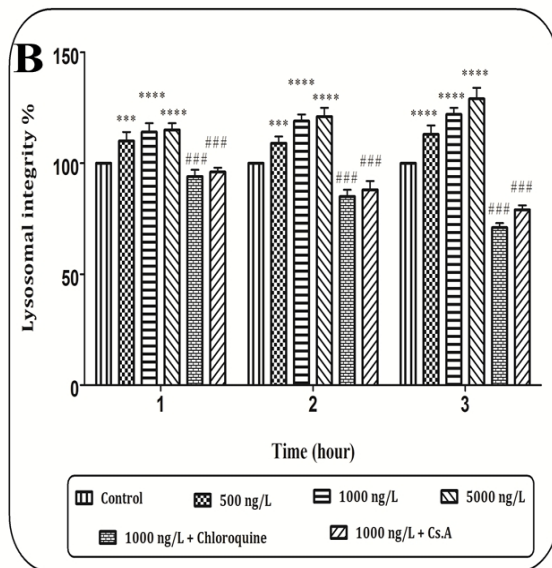 B
Lysosomal integrity %
150
100
50
0
*** **** **** ### ###
*** **** **** ### ###
**** **** **** ### ###
1 2 3
Time (hour)
Control 500 ng/L 1000 ng/L 5000 ng/L
1000 ng/L + Chloroquine 1000 ng/L + Cs.A